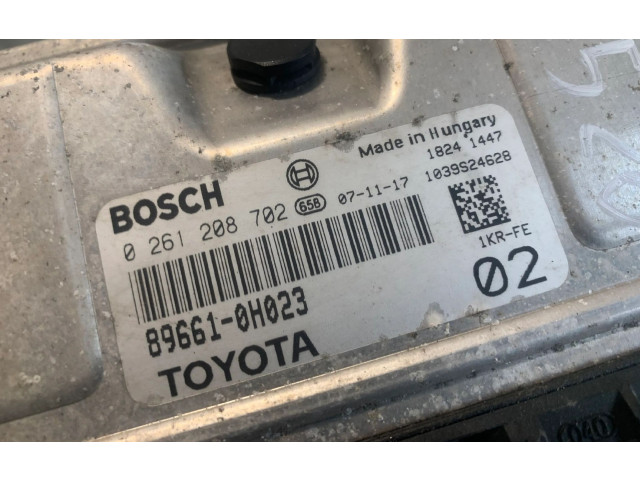 Made in Hungary
1824 1447
1039S24628
BOSCH
0 261 208 702 65B 07-11-17
1KR-FE
02
89661-0H023
TOYOTA